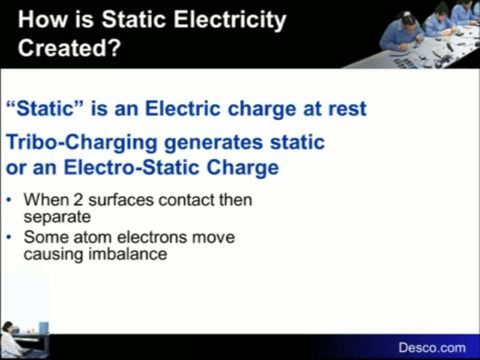 How is Static Electricity
Created?
“Static” is an Electric charge at rest
Tribo-Charging generates static
or an Electro-Static Charge
• When 2 surfaces contact then
separate
• Some atom electrons move
causing imbalance
Desco.com